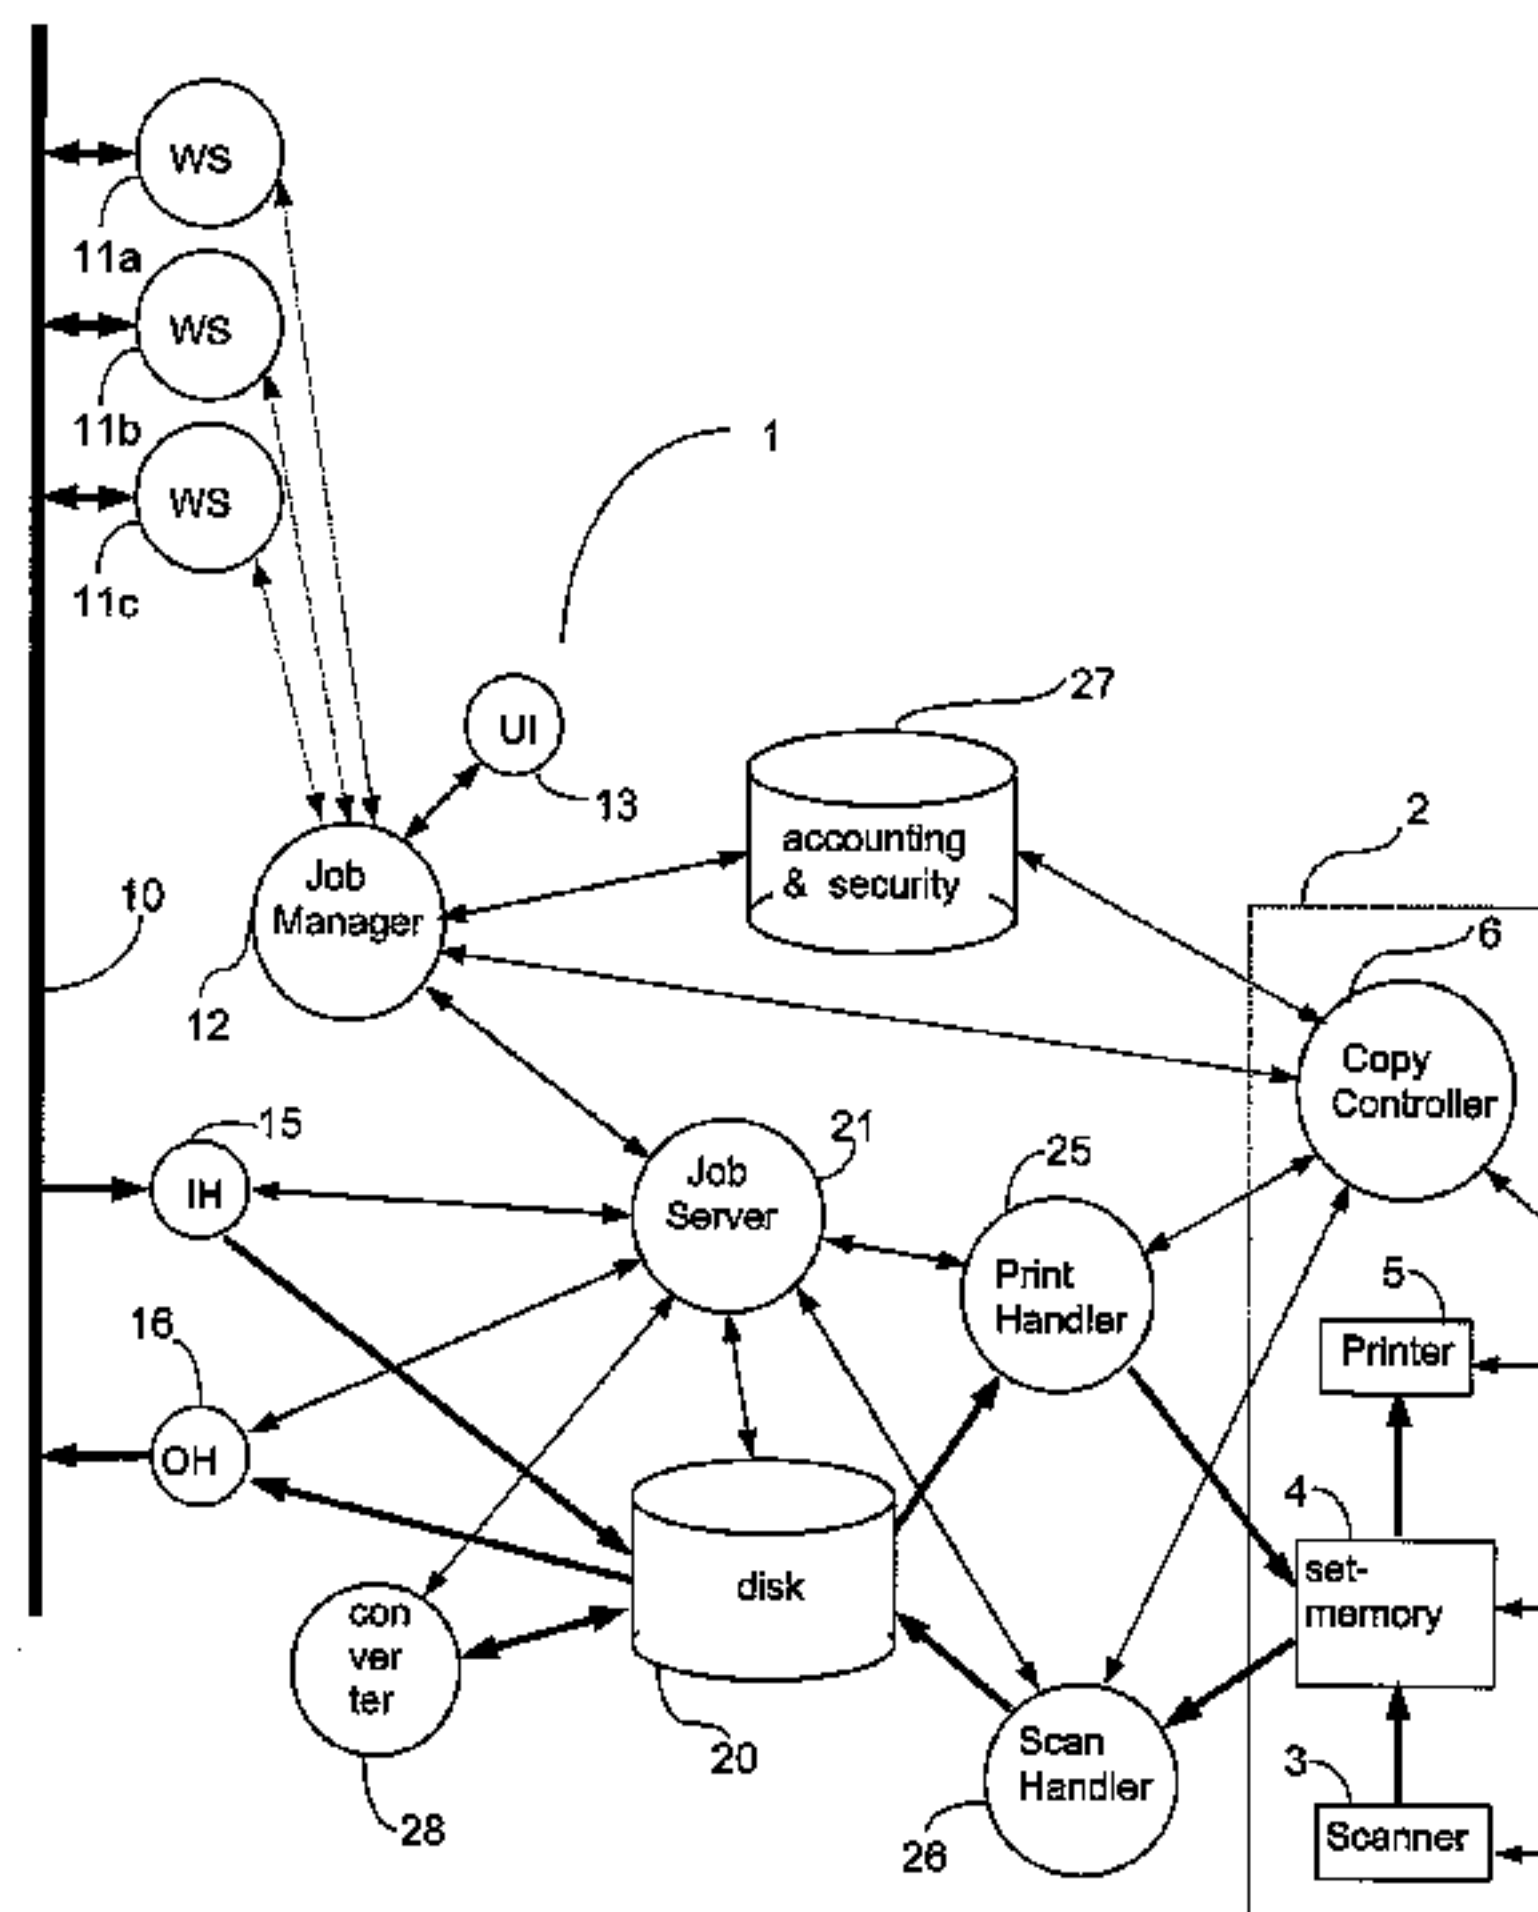 WS
11a
WS
11b
WS
11c
1
UI
13
27
accounting
& security
2
6
Job
Manager
12
10
Copy
Controller
15
IH
Job
Server
21
25
Print
Handler
5
Printer
16
OH
4
set-
memory
disk
20
con
ver
ter
28
Scan
Handler
26
3
Scanner